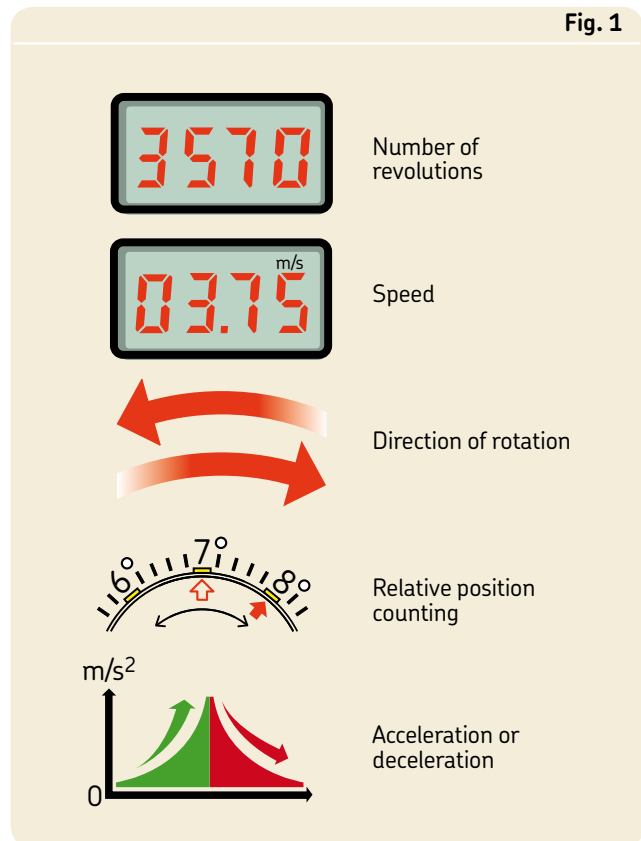 Fig. 1
3570
Number of
revolutions
m/s
03.75
Speed
Direction of rotation
6° 7° 8°
Relative position
counting
m/s²
0
Acceleration or
deceleration